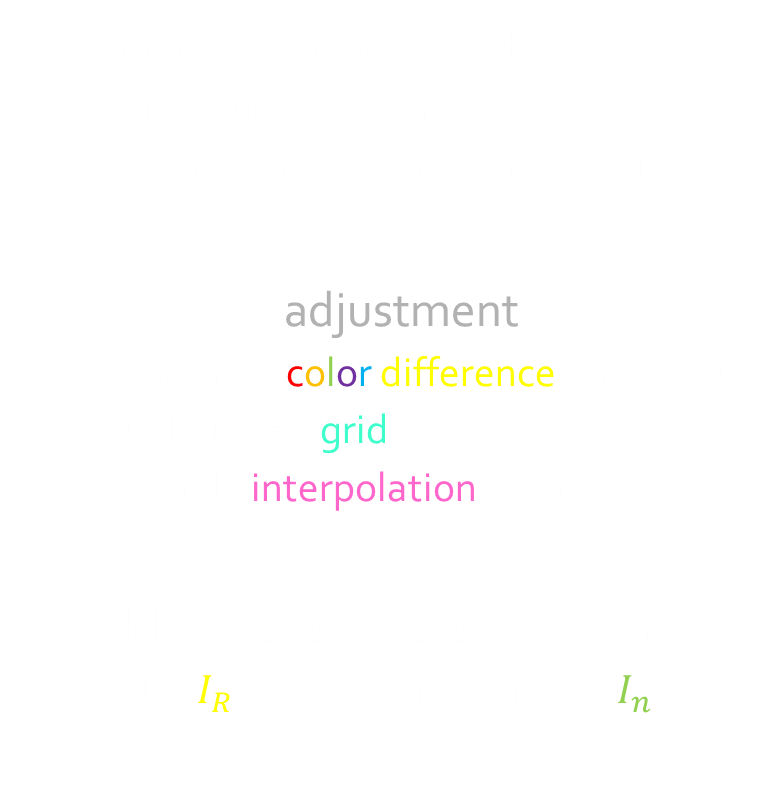 adjustment
color difference
grid
interpolation
I_R I_n